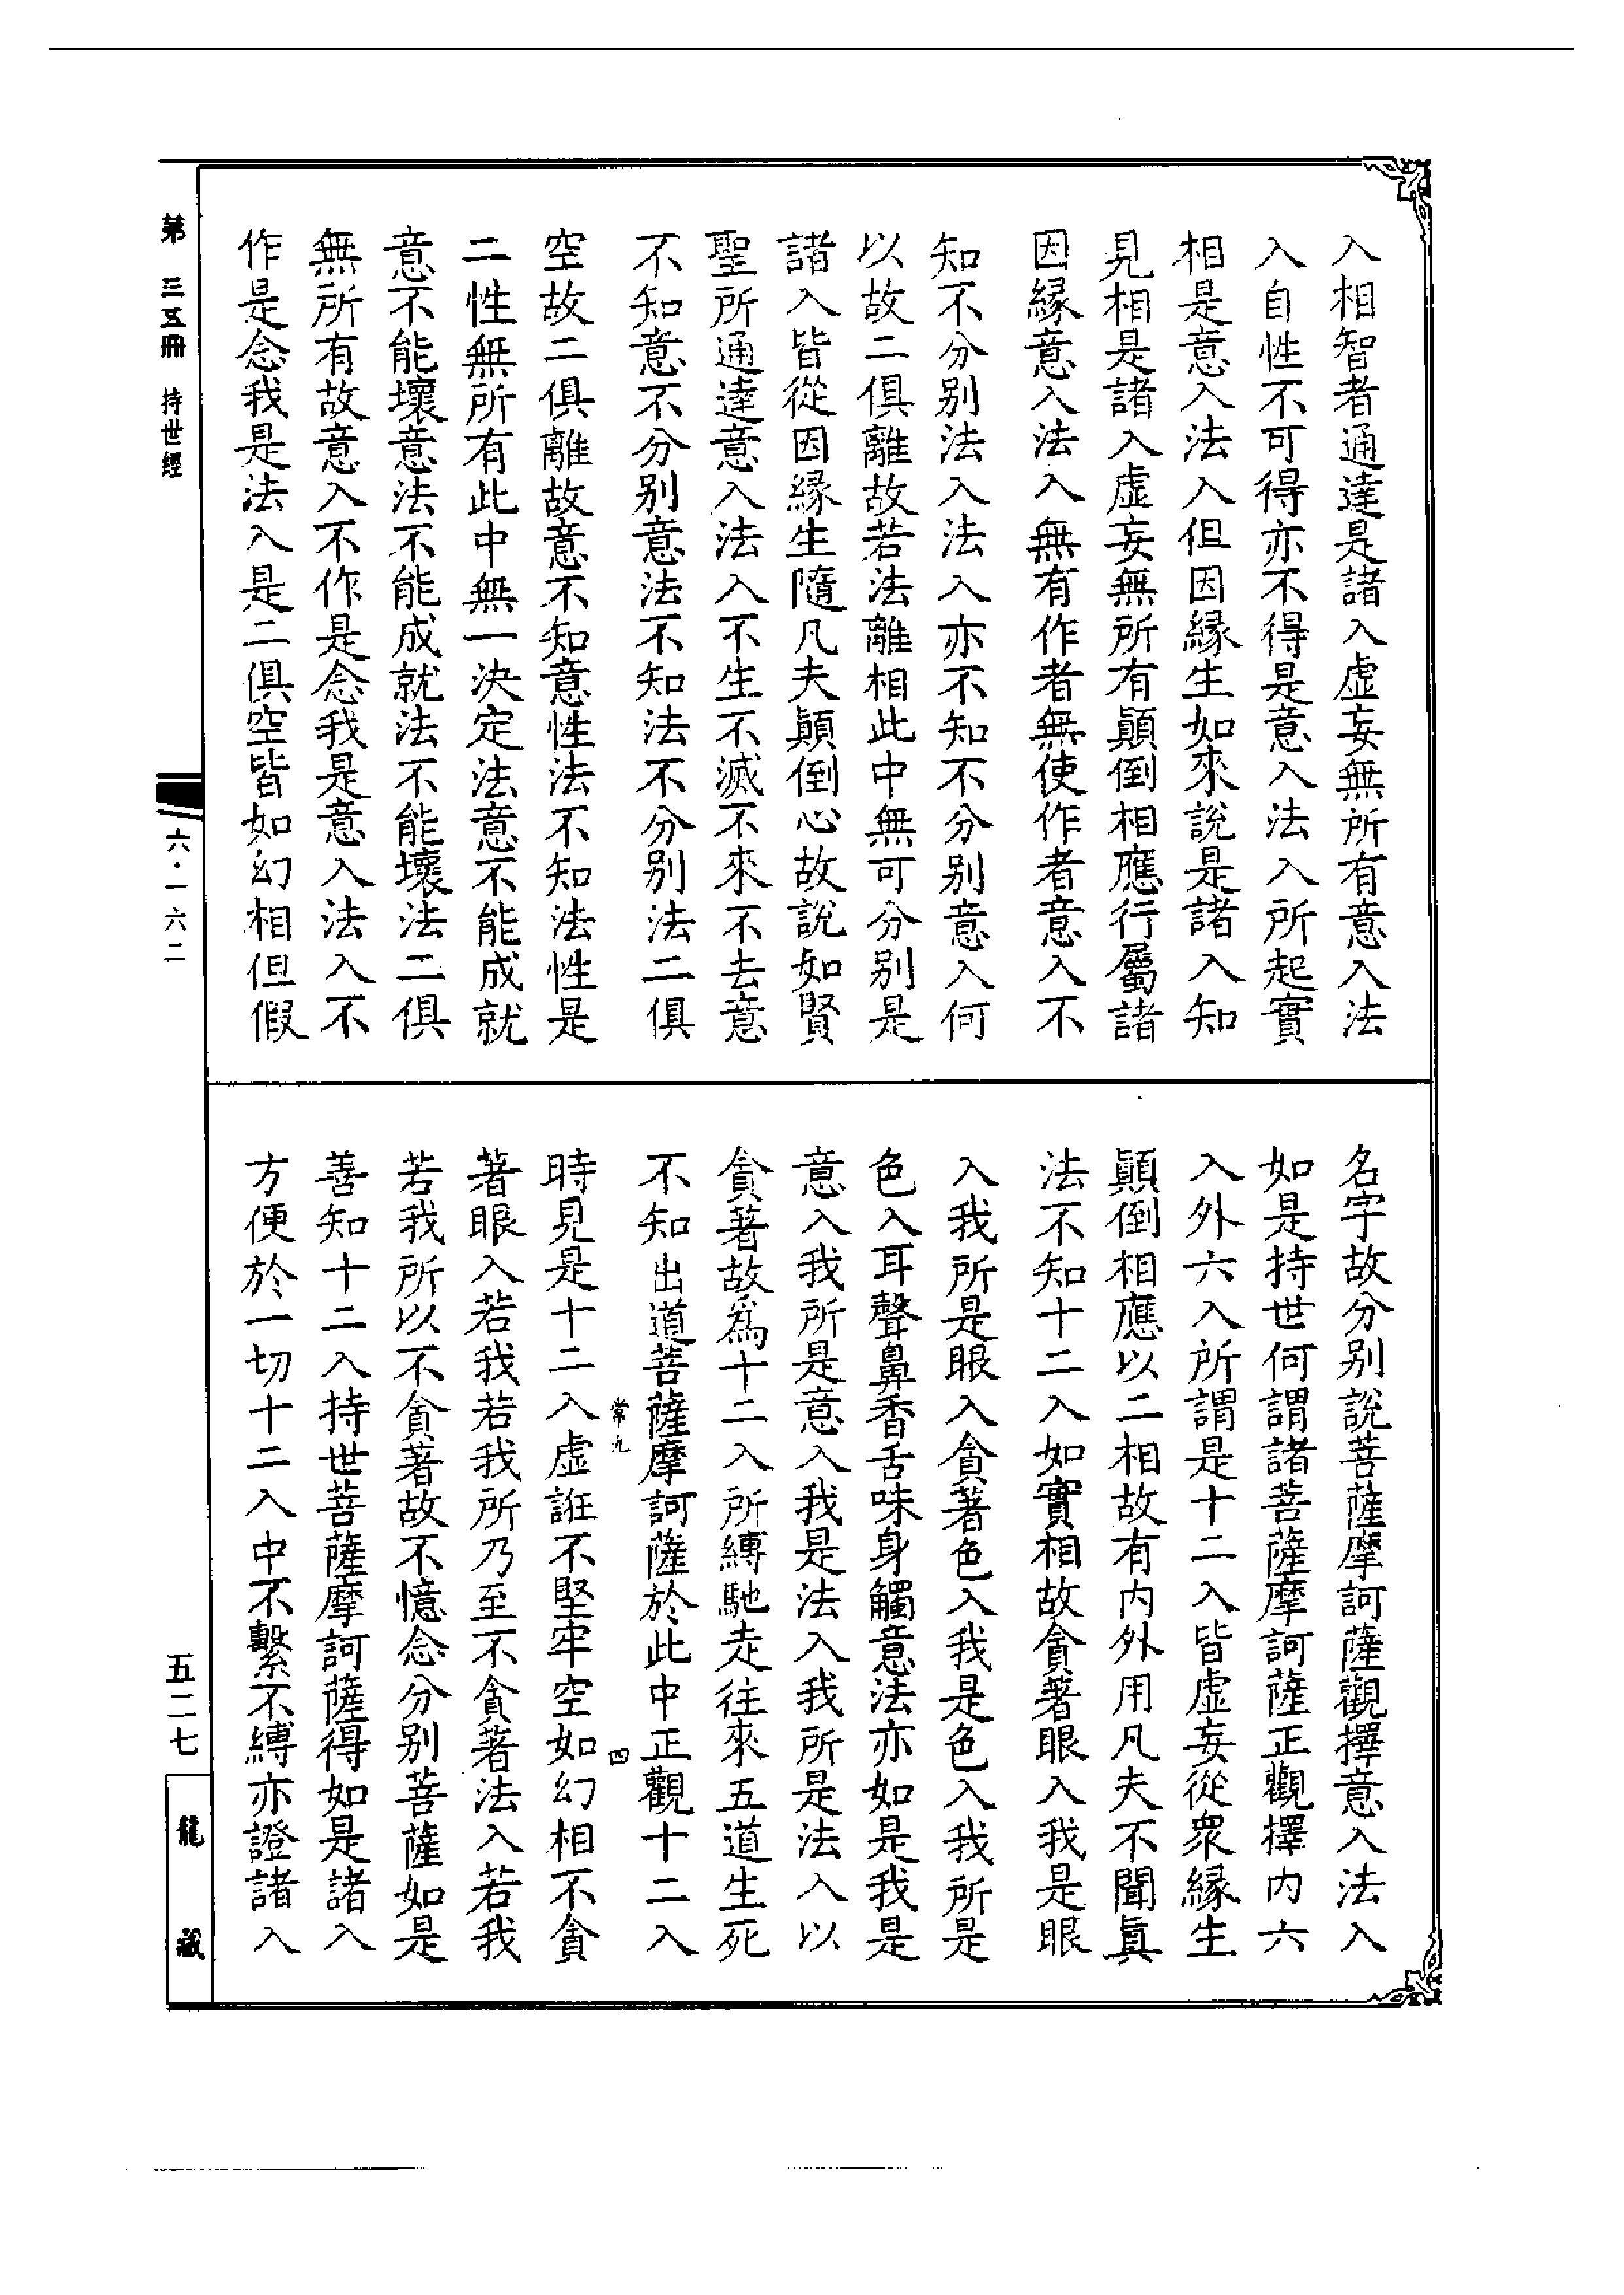 入相智者通達是諸入虛妄無所有意入法
入自性不可得亦不得是意入法入所起實
相是意入法入但因緣生如來說是諸入知
見相是諸入虛妄無所有顛倒相應行屬諸
因緣意入法入無有作者無使作者意入不
知不分别法入法入亦不知不分别意入何
以故二俱離故若法離相此中無可分别是
諸入皆從因緣生隨凡夫顛倒心故說如賢
聖所通達意入法入不生不滅不來不去意
不知意不分别意法不知法不分别法二俱
空故二俱離故意不知意性法不知法性是
二性無所有此中無一決定法意不能成就
意不能壞意法不能成就法不能壞法二俱
無所有故意入不作是念我是意入法入不
作是念我是法入是二俱空皆如幻相但假
名字故分别說菩薩摩訶薩觀擇意入法入
如是持世何謂諸菩薩摩訶薩正觀擇内六
入外六入所謂是十二入皆虛妄從眾緣生
顛倒相應以二相故有内外用凡夫不聞真
法不知十二入如實相故貪著眼入我是眼
入我所是眼入貪著色入我是色入我所是
色入耳聲鼻香舌味身觸意法亦如是我是
意入我所是意入我是法入我所是法入以
貪著故爲十二入所縛馳走往來五道生死
不知出道菩薩摩訶薩於此中正觀十二入
常九 四
時見是十二入虛誑不堅牢空如幻相不貪
著眼入若我若我所乃至不貪著法入若我
若我所以不貪著故不憶念分别菩薩如是
善知十二入持世菩薩摩訶薩得如是諸入
方便於一切十二入中不繫不縛亦證諸入
第三五冊 持世經
六·一六二
五二七
龍藏